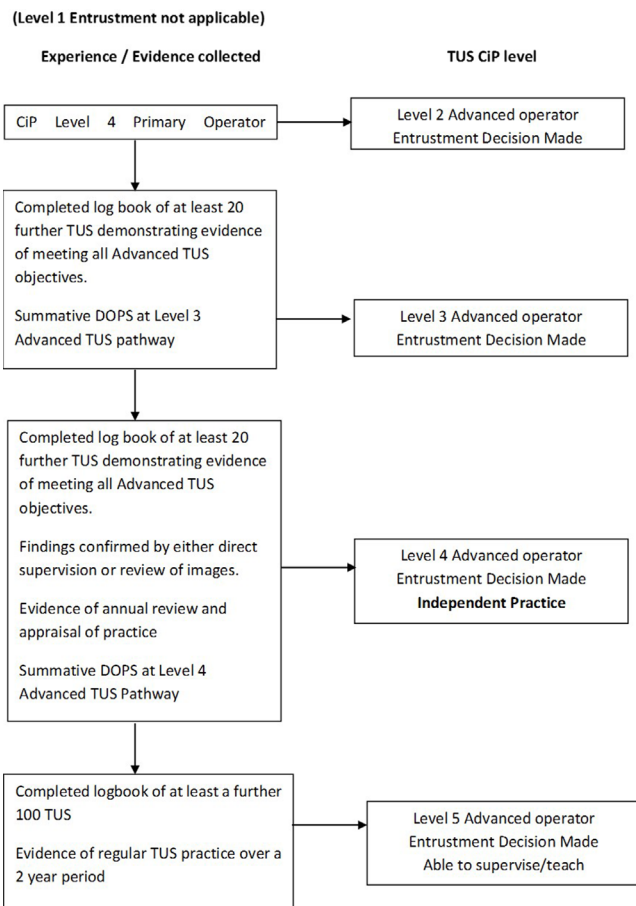 (Level 1 Entrustment not applicable)
Experience / Evidence collected
TUS CiP level
CiP Level 4 Primary Operator
Level 2 Advanced operator
Entrustment Decision Made
Completed log book of at least 20
further TUS demonstrating evidence
of meeting all Advanced TUS
objectives.
Summative DOPS at Level 3
Advanced TUS pathway
Level 3 Advanced operator
Entrustment Decision Made
Completed log book of at least 20
further TUS demonstrating evidence
of meeting all Advanced TUS
objectives.
Findings confirmed by either direct
supervision or review of images.
Evidence of annual review and
appraisal of practice
Summative DOPS at Level 4
Advanced TUS Pathway
Level 4 Advanced operator
Entrustment Decision Made
Independent Practice
Completed logbook of at least a further
100 TUS
Evidence of regular TUS practice over a
2 year period
Level 5 Advanced operator
Entrustment Decision Made
Able to supervise/teach